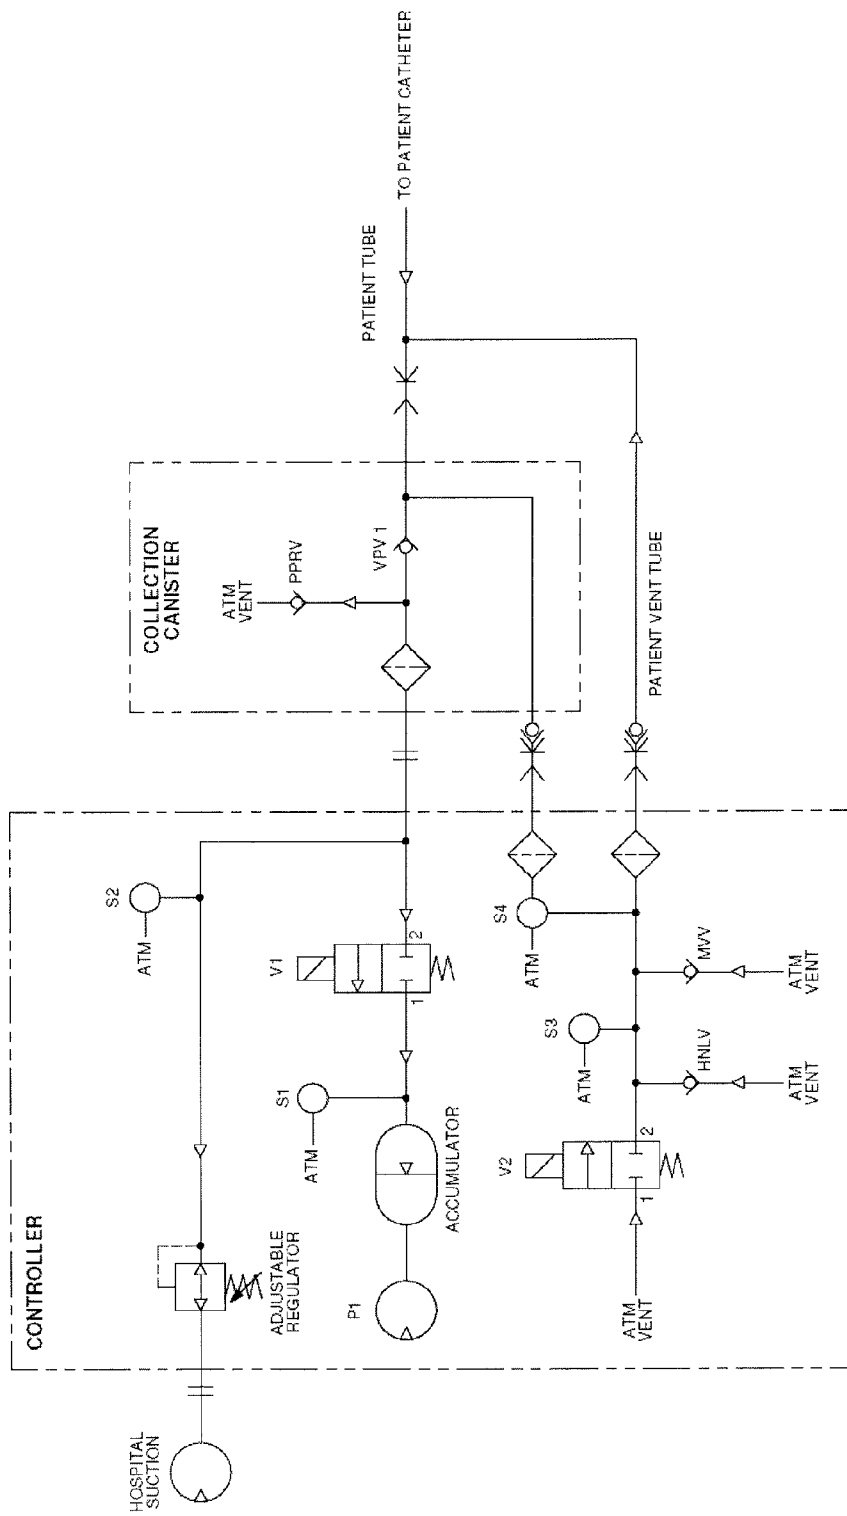 HOSPITAL
SUCTION
CONTROLLER
ADJUSTABLE
REGULATOR
ATM
S2
P1
ACCUMULATOR
ATM
S1
V1
1
2
ATM
VENT
V2
1
2
HNLV
ATM
VENT
ATM
S3
MVV
ATM
VENT
ATM
S4
COLLECTION
CANISTER
ATM
VENT
PPRV
VPV 1
PATIENT VENT TUBE
PATIENT TUBE
TO PATIENT CATHETER